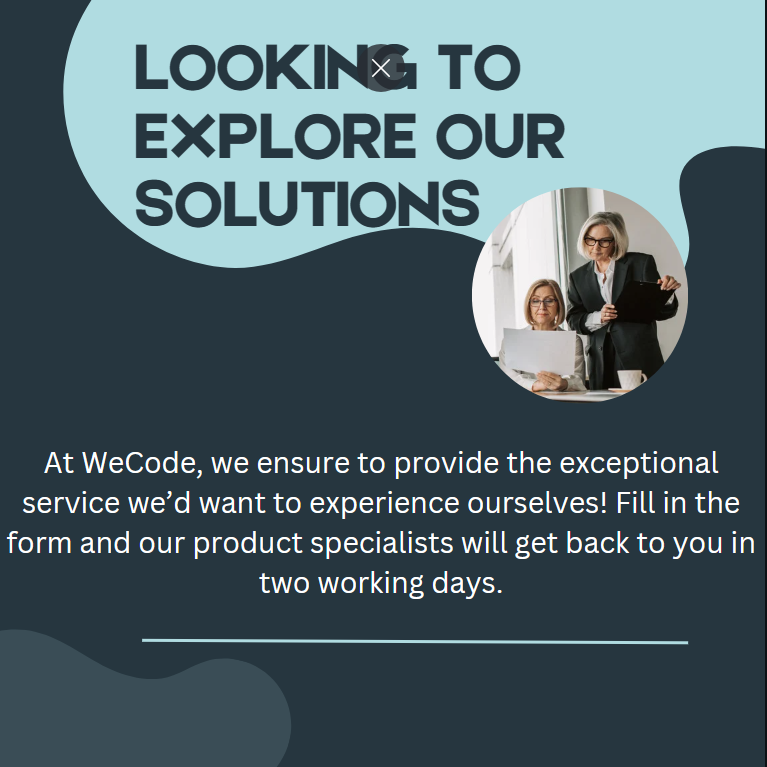 LOOKING TO
EXPLORE OUR
SOLUTIONS
At WeCode, we ensure to provide the exceptional
service we’d want to experience ourselves! Fill in the
form and our product specialists will get back to you in
two working days.